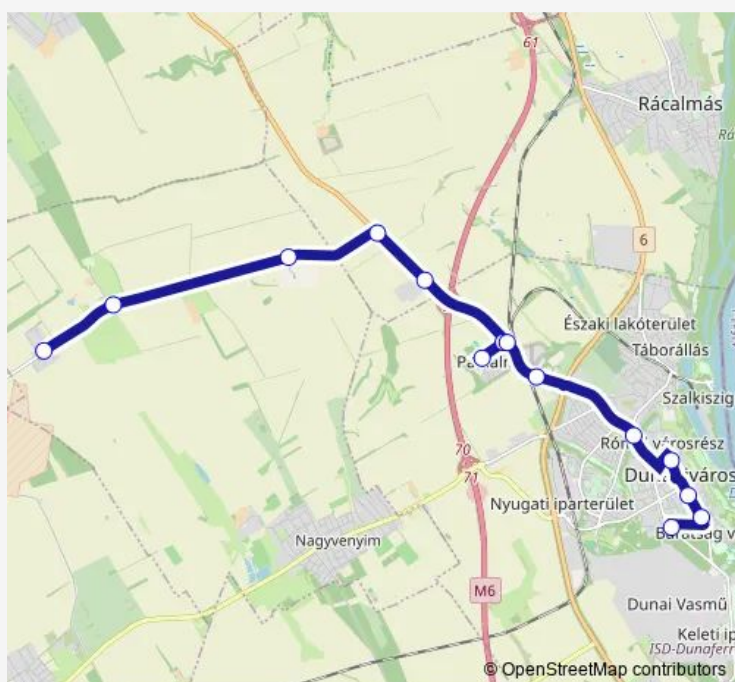 61
Rácalmás
6
Északi lakóterület
Táborállás
Szalkiszig
70
71
Nyugati iparterület
Nagyvenyim
M6
Dunai Vasmű
Keleti ip
ISD-Dunaferr
© OpenStreetMap contributors